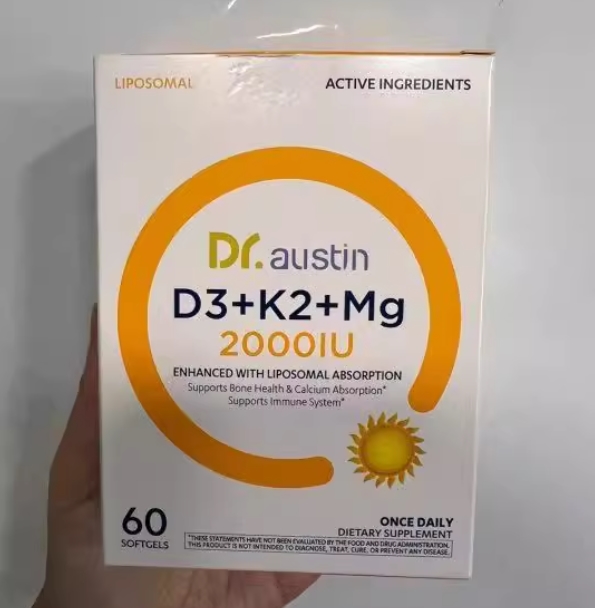 LIPOSOMAL
ACTIVE INGREDIENTS
Dr. austin
D3+K2+Mg
2000IU
ENHANCED WITH LIPOSOMAL ABSORPTION
Supports Bone Health & Calcium Absorption*
Supports Immune System*
60
SOFTGELS
ONCE DAILY
DIETARY SUPPLEMENT
*THESE STATEMENTS HAVE NOT BEEN EVALUATED BY THE FOOD AND DRUG ADMINISTRATION.
THIS PRODUCT IS NOT INTENDED TO DIAGNOSE, TREAT, CURE, OR PREVENT ANY DISEASE.